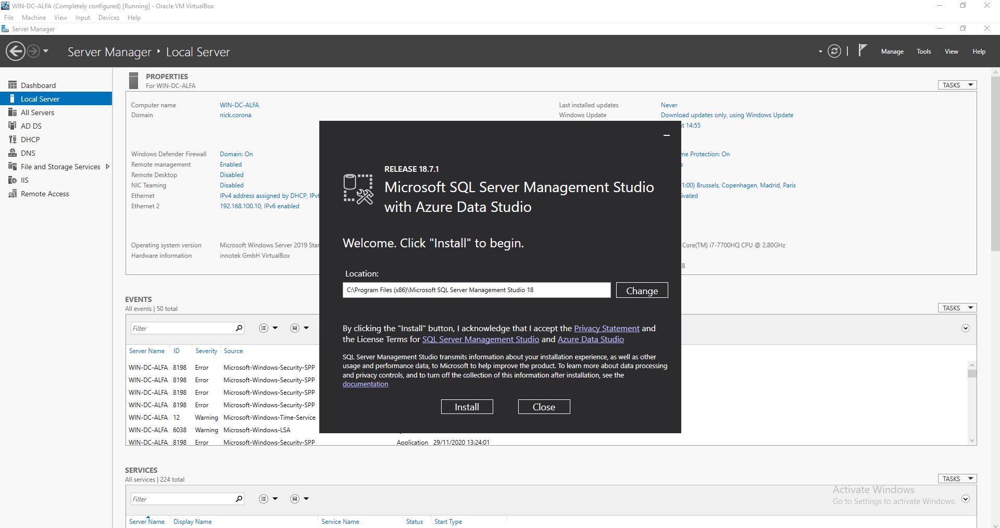 WIN-DC-ALFA (Completely configured) [Running] - Oracle VM VirtualBox
File Machine View Input Devices Help
Server Manager
Server Manager ‣ Local Server
Manage Tools View Help
Dashboard
Local Server
All Servers
AD DS
DHCP
DNS
File and Storage Services
IIS
Remote Access
PROPERTIES
For WIN-DC-ALFA
TASKS
Computer name WIN-DC-ALFA
Domain nick.corona
Last installed updates Never
Windows Update Download updates only, using Windows Update
at 14:55
Windows Defender Firewall Domain: On
me Protection: On
Remote management Enabled
Remote Desktop Disabled
NIC Teaming Disabled
1:00) Brussels, Copenhagen, Madrid, Paris
Ethernet IPv4 address assigned by DHCP, IPv6
ivated
Ethernet 2 192.168.100.10, IPv6 enabled
Operating system version Microsoft Windows Server 2019 Stan
Core(TM) i7-7700HQ CPU @ 2.80GHz
Hardware information innotek GmbH VirtualBox
B
RELEASE 18.7.1
Microsoft SQL Server Management Studio
with Azure Data Studio
Welcome. Click "Install" to begin.
Location:
C:\Program Files (x86)\Microsoft SQL Server Management Studio 18
Change
By clicking the "Install" button, I acknowledge that I accept the Privacy Statement and
the License Terms for SQL Server Management Studio and Azure Data Studio
SQL Server Management Studio transmits information about your installation experience, as well as other
usage and performance data, to Microsoft to help improve the product. To learn more about data processing
and privacy controls, and to turn off the collection of this information after installation, see the
documentation
Install Close
EVENTS
All events | 50 total
TASKS
Filter
Server Name ID Severity Source
WIN-DC-ALFA 8198 Error Microsoft-Windows-Security-SPP
WIN-DC-ALFA 8198 Error Microsoft-Windows-Security-SPP
WIN-DC-ALFA 8198 Error Microsoft-Windows-Security-SPP
WIN-DC-ALFA 8198 Error Microsoft-Windows-Security-SPP
WIN-DC-ALFA 12 Warning Microsoft-Windows-Time-Service
WIN-DC-ALFA 6038 Warning Microsoft-Windows-LSA
WIN-DC-ALFA 8198 Error Microsoft-Windows-Security-SPP Application 29/11/2020 13:24:01
SERVICES
All services | 224 total
TASKS
Filter
Activate Windows
Go to Settings to activate Windows.
Server Name Display Name Service Name Status Start Type